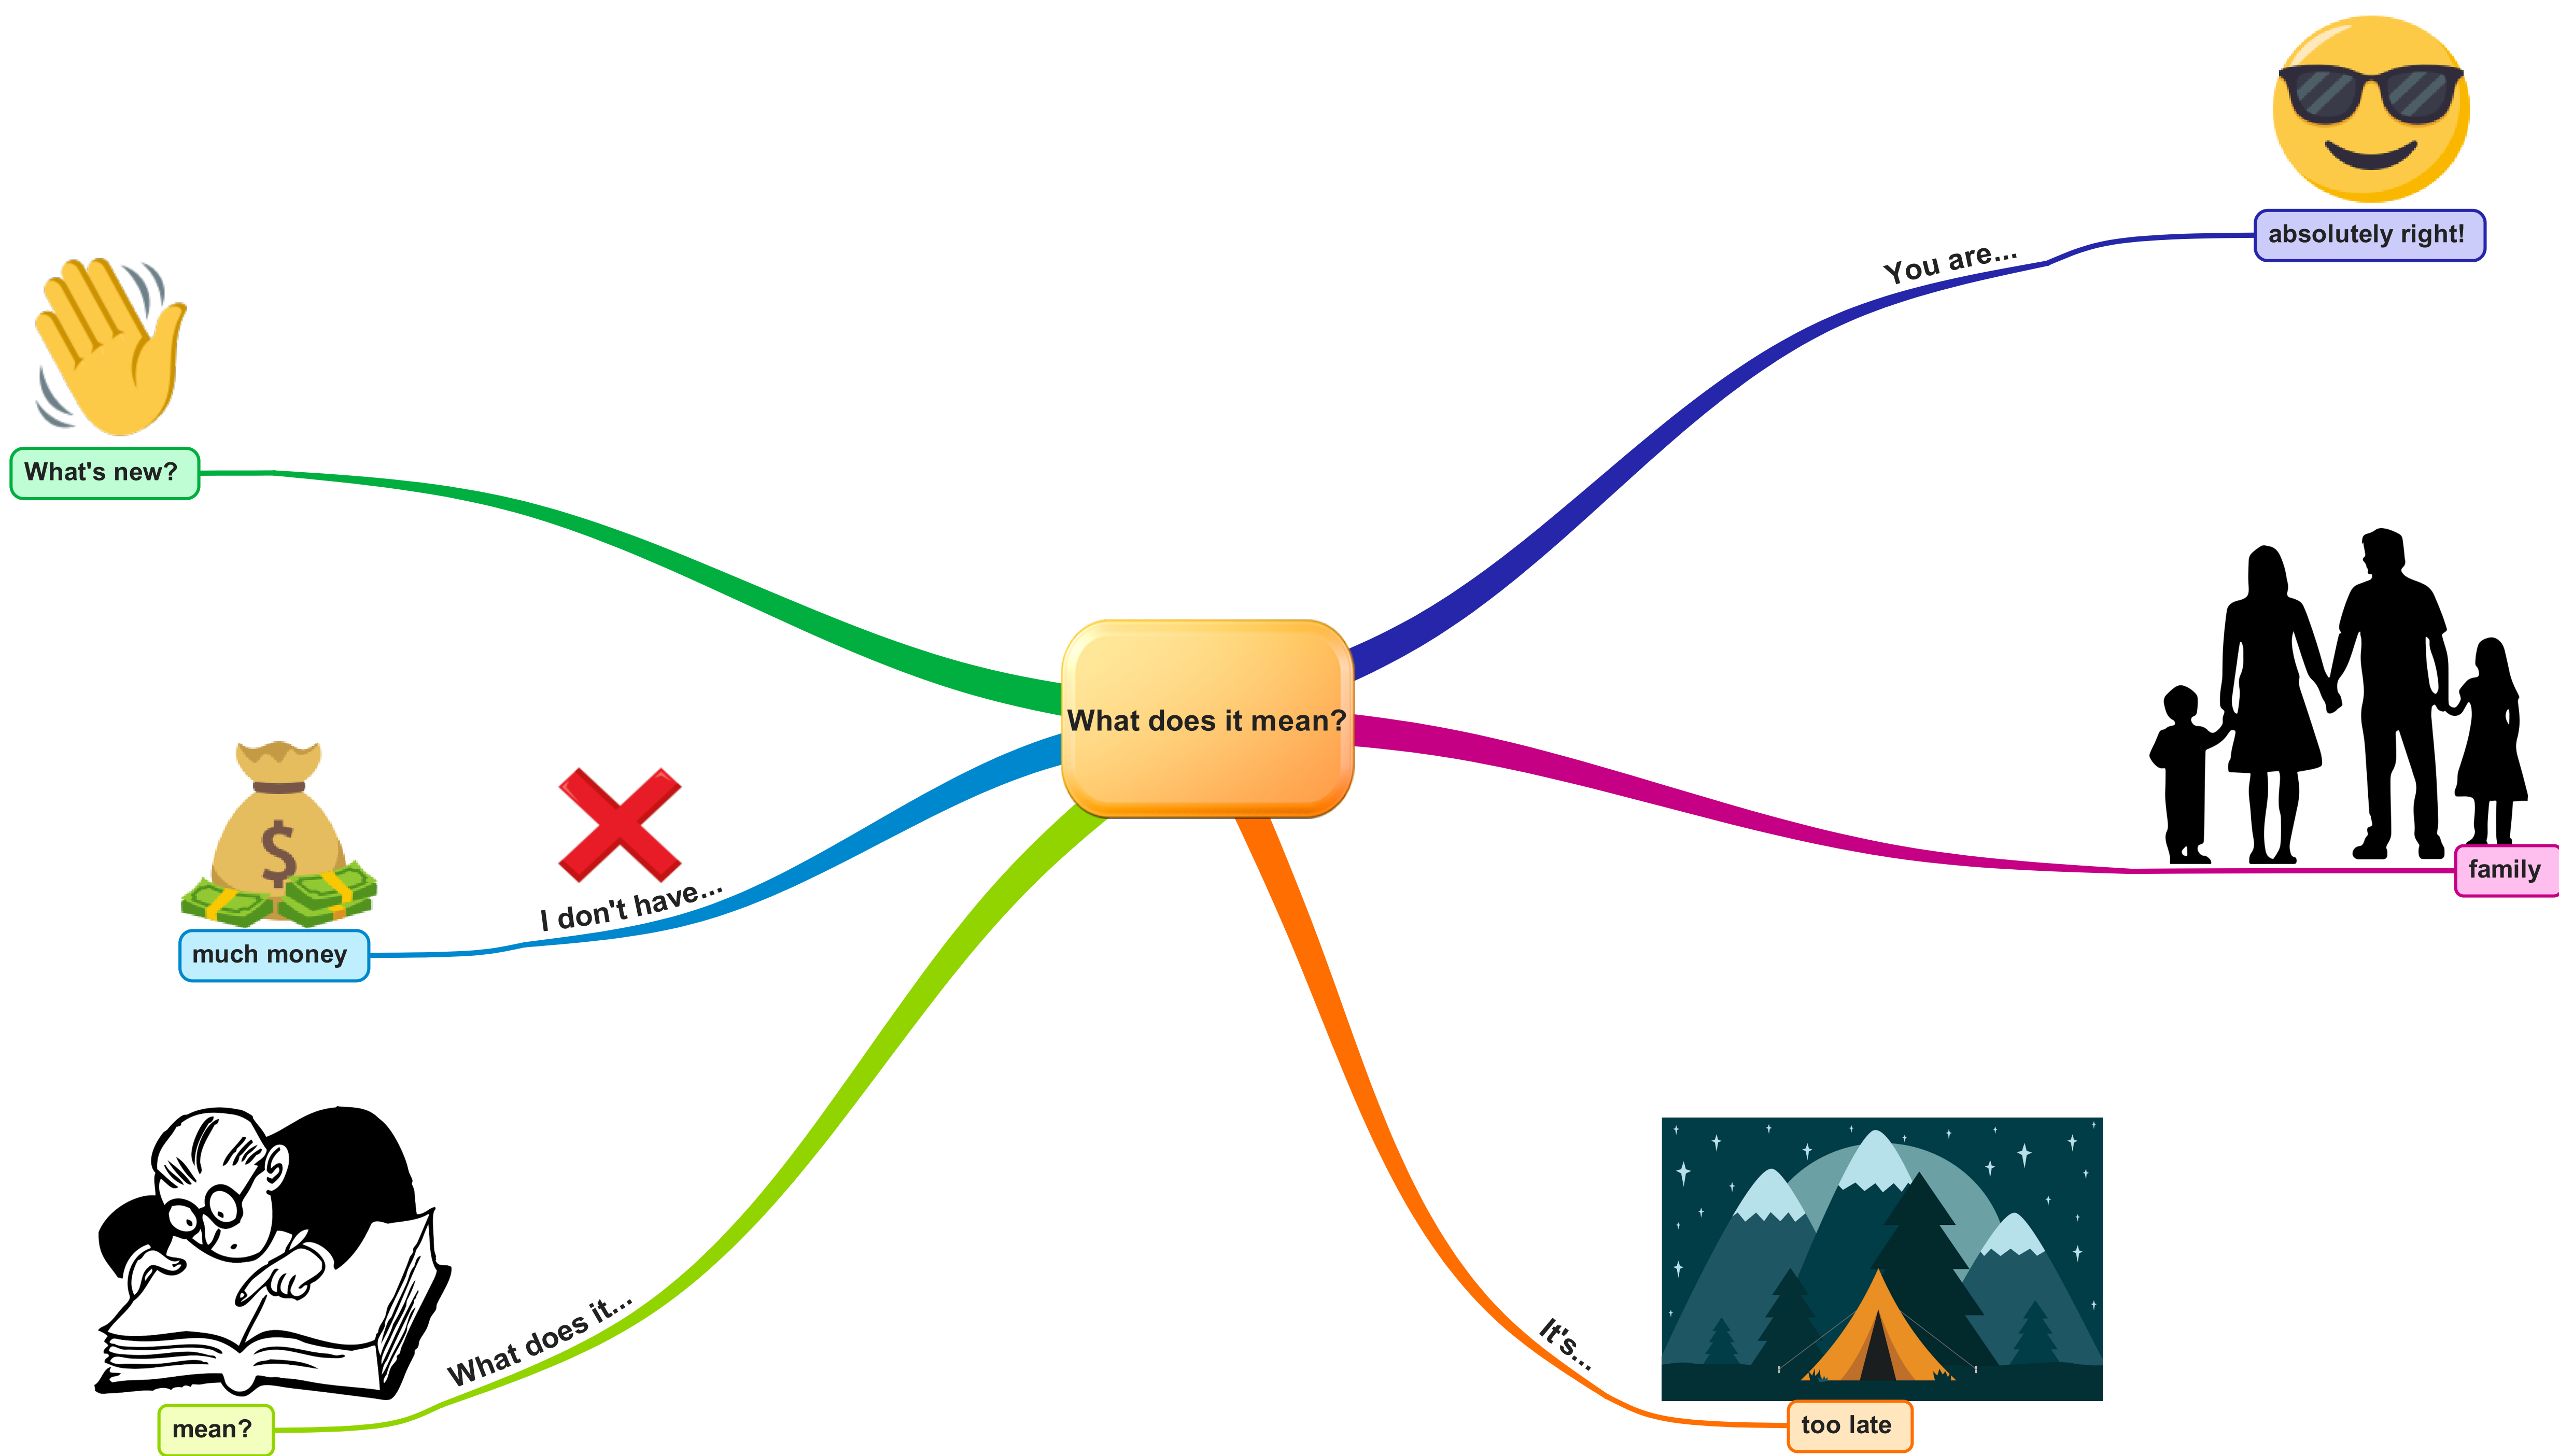 What does it mean?
You are...
absolutely right!
family
It's...
too late
What does it...
mean?
I don't have...
much money
$
What's new?